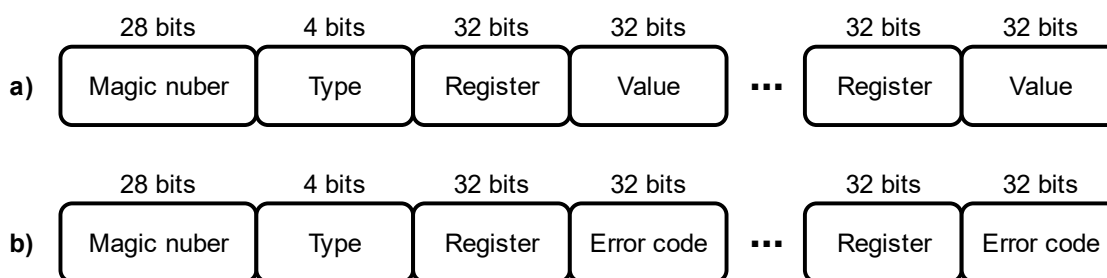 28 bits 4 bits 32 bits 32 bits 32 bits 32 bits
a) Magic nuber Type Register Value ... Register Value
28 bits 4 bits 32 bits 32 bits 32 bits 32 bits
b) Magic nuber Type Register Error code ... Register Error code